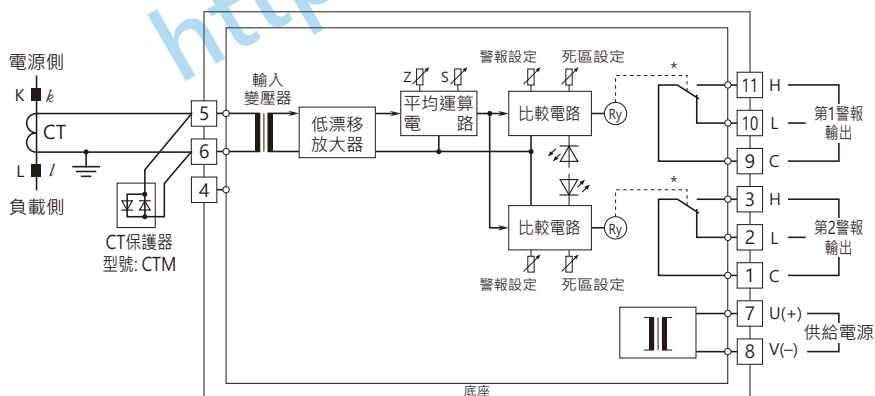 http
電源側
K k
CT
L l
負載側
CT保護器
型號: CTM
5
6
4
輸入
變壓器
低漂移
放大器
Z S
平均運算
電 路
警報設定 死區設定
比較電路
Ry
*
比較電路
Ry
*
警報設定 死區設定
11 H
10 L
9 C
第1警報
輸出
3 H
2 L
1 C
第2警報
輸出
7 U(+)
8 V(–)
供給電源
底座